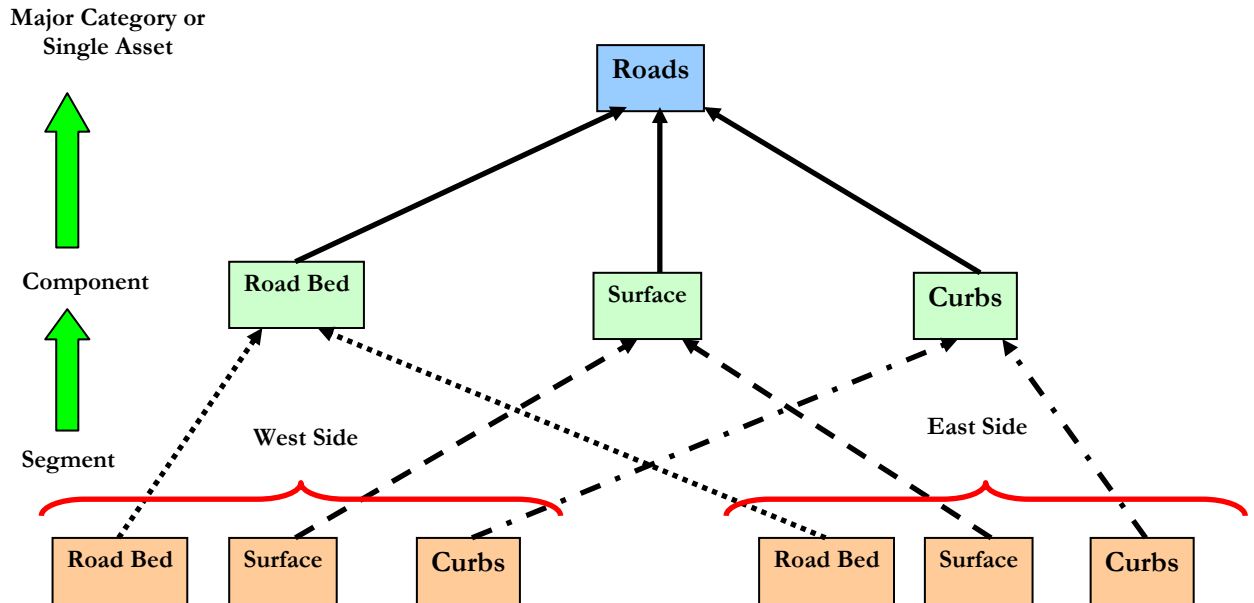 Major Category or
Single Asset
Roads
Component
Road Bed
Surface
Curbs
West Side
East Side
Segment
Road Bed
Surface
Curbs
Road Bed
Surface
Curbs